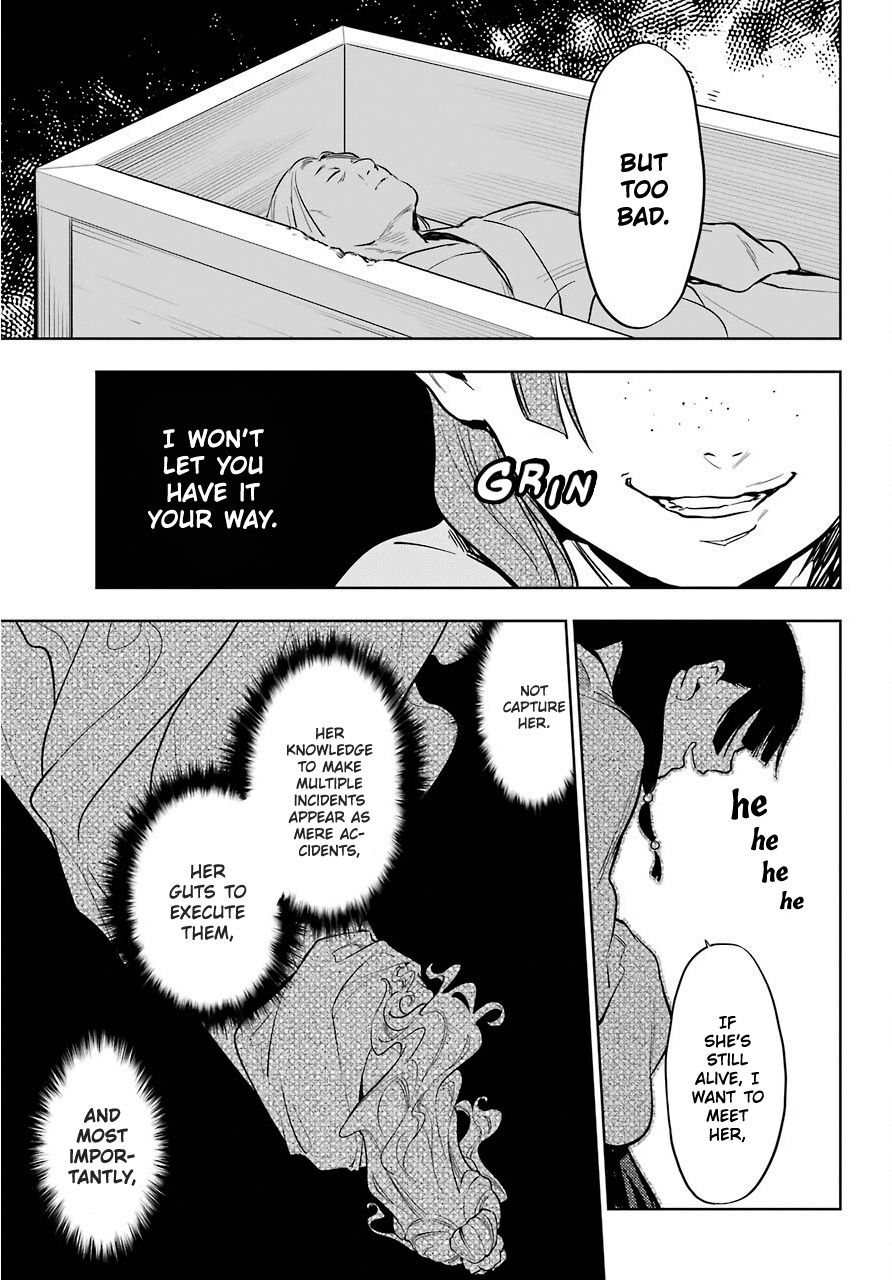 BUT
TOO
BAD.
I WON'T
LET YOU
HAVE IT
YOUR WAY.
GRIN
he
he
he
he
IF
SHE'S
STILL
ALIVE, I
WANT TO
MEET
HER,
NOT
CAPTURE
HER.
HER
KNOWLEDGE
TO MAKE
MULTIPLE
INCIDENTS
APPEAR AS
MERE AC-
CIDENTS,
HER
GUTS TO
EXECUTE
THEM,
AND
MOST
IMPOR-
TANTLY,